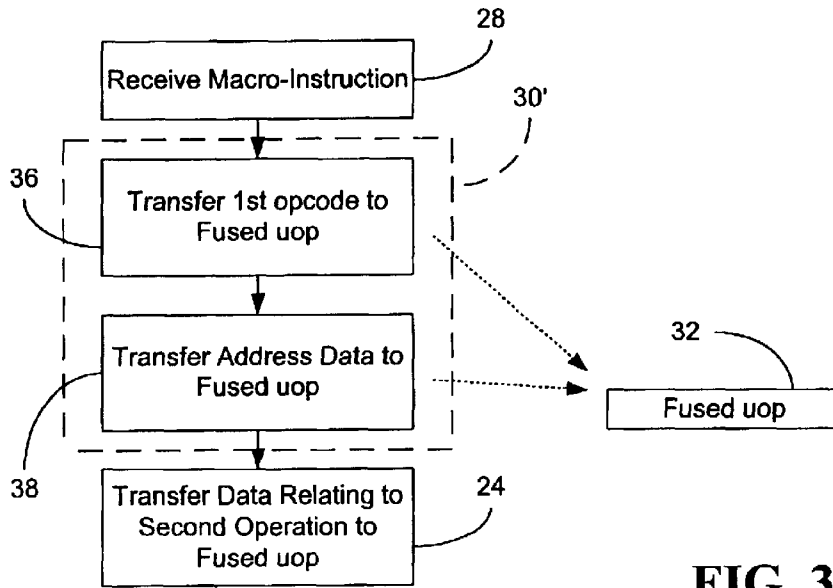 28
Receive Macro-Instruction
30'
36
Transfer 1st opcode to
Fused uop
32
Transfer Address Data to
Fused uop
Fused uop
38
Transfer Data Relating to
Second Operation to
Fused uop
24
FIG. 3